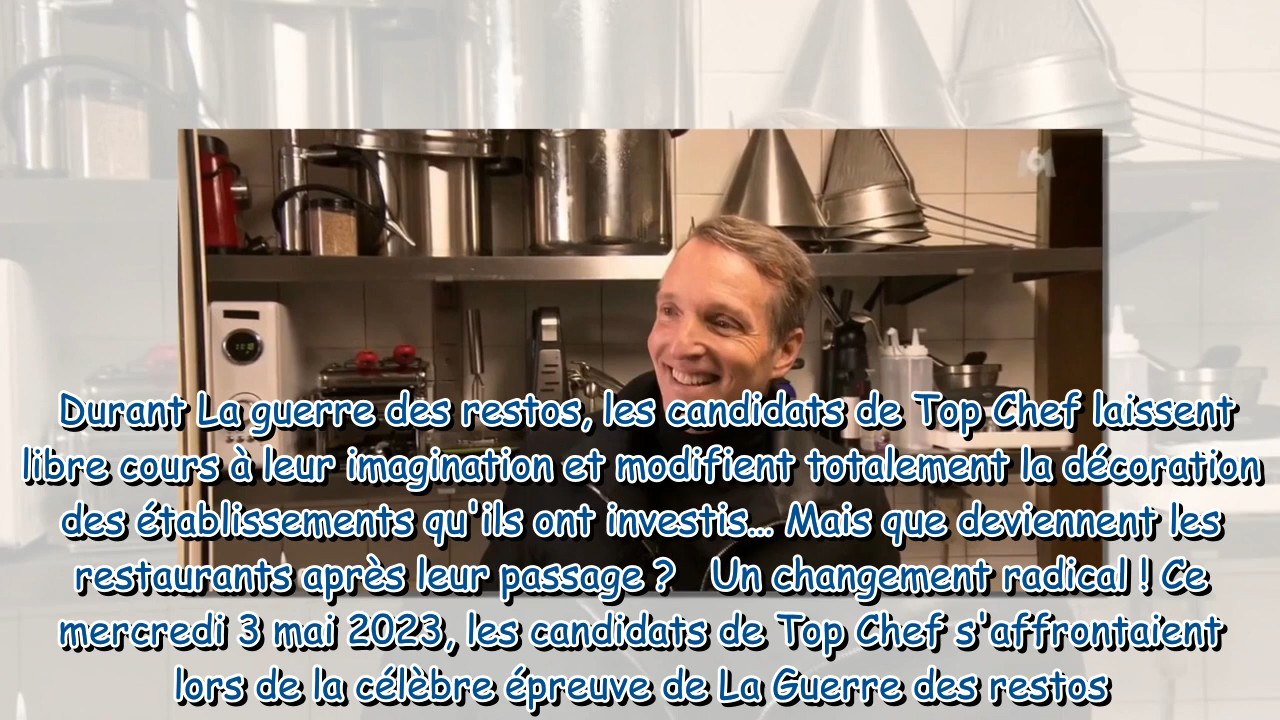 M6
Durant La guerre des restos, les candidats de Top Chef laissent
libre cours à leur imagination et modifient totalement la décoration
des établissements qu'ils ont investis... Mais que deviennent les
restaurants après leur passage ?   Un changement radical ! Ce
mercredi 3 mai 2023, les candidats de Top Chef s'affrontaient
lors de la célèbre épreuve de La Guerre des restos